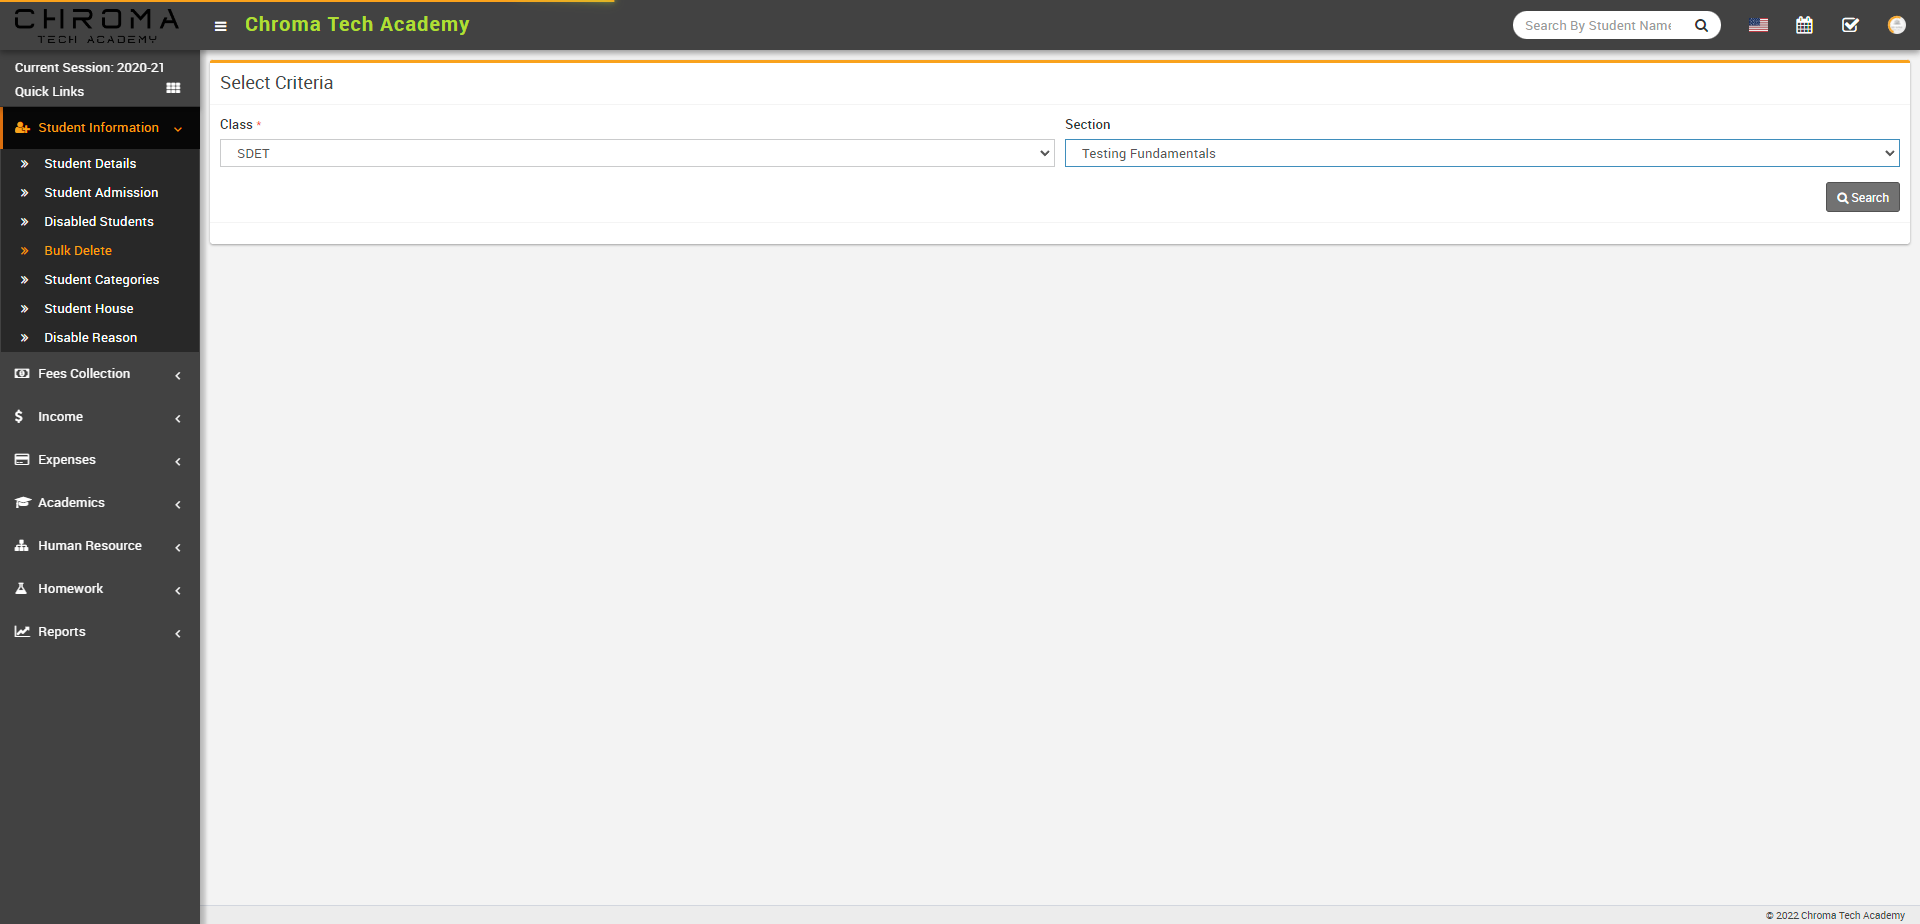 CHROMA
TECH ACADEMY
Chroma Tech Academy
Search By Student Name
Current Session: 2020-21
Quick Links
Student Information
Student Details
Student Admission
Disabled Students
Bulk Delete
Student Categories
Student House
Disable Reason
Fees Collection
Income
Expenses
Academics
Human Resource
Homework
Reports
Select Criteria
Class *
SDET
Section
Testing Fundamentals
Search
© 2022 Chroma Tech Academy